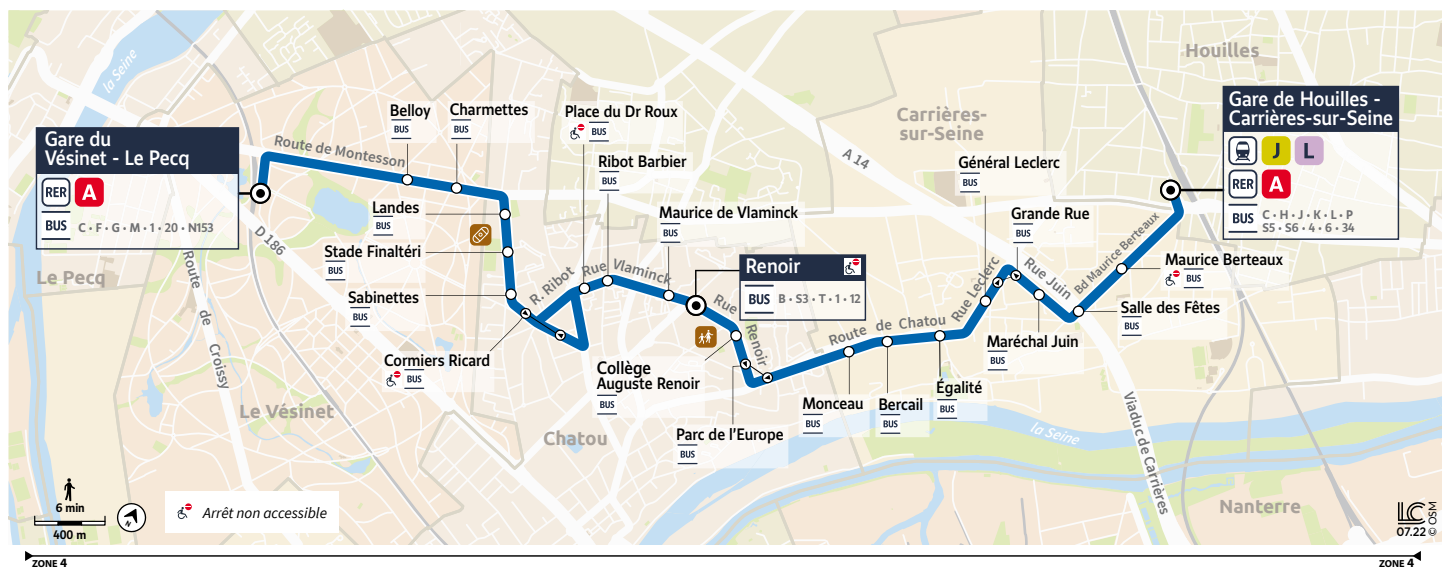 la Seine
Houilles
Gare de Houilles -
Carrières-sur-Seine
J L
RER A
BUS C • H • J • K • L • P
S5 • S6 • 4 • 6 • 34
Belloy
BUS
Charmettes
BUS
Place du Dr Roux
BUS
Carrières-
sur-Seine
Gare du
Vésinet - Le Pecq
RER A
BUS C • F • G • M • 1 • 20 • N153
Route de Montesson
A 14
Ribot Barbier
BUS
Général Leclerc
BUS
Landes
BUS
Maurice de Vlaminck
BUS
Grande Rue
BUS
D 186
Stade Finaltéri
BUS
Maurice Berteaux
BUS
Bd Maurice Berteaux
Le Pecq
Route de Croissy
R. Ribot
Rue Vlaminck
Renoir
BUS B • S3 • T • 1 • 12
Rue Leclerc
Rue Juin
Sabinettes
BUS
Rue Renoir
Salle des Fêtes
BUS
Route de Chatou
Maréchal Juin
BUS
Cormiers Ricard
BUS
Collège
Auguste Renoir
BUS
Égalité
BUS
Monceau
BUS
Bercail
BUS
Le Vésinet
Chatou
Parc de l'Europe
BUS
la Seine
Viaduc de Carrières
Nanterre
6 min
400 m
N
Arrêt non accessible
LC
07.22 © OSM
ZONE 4
ZONE 4